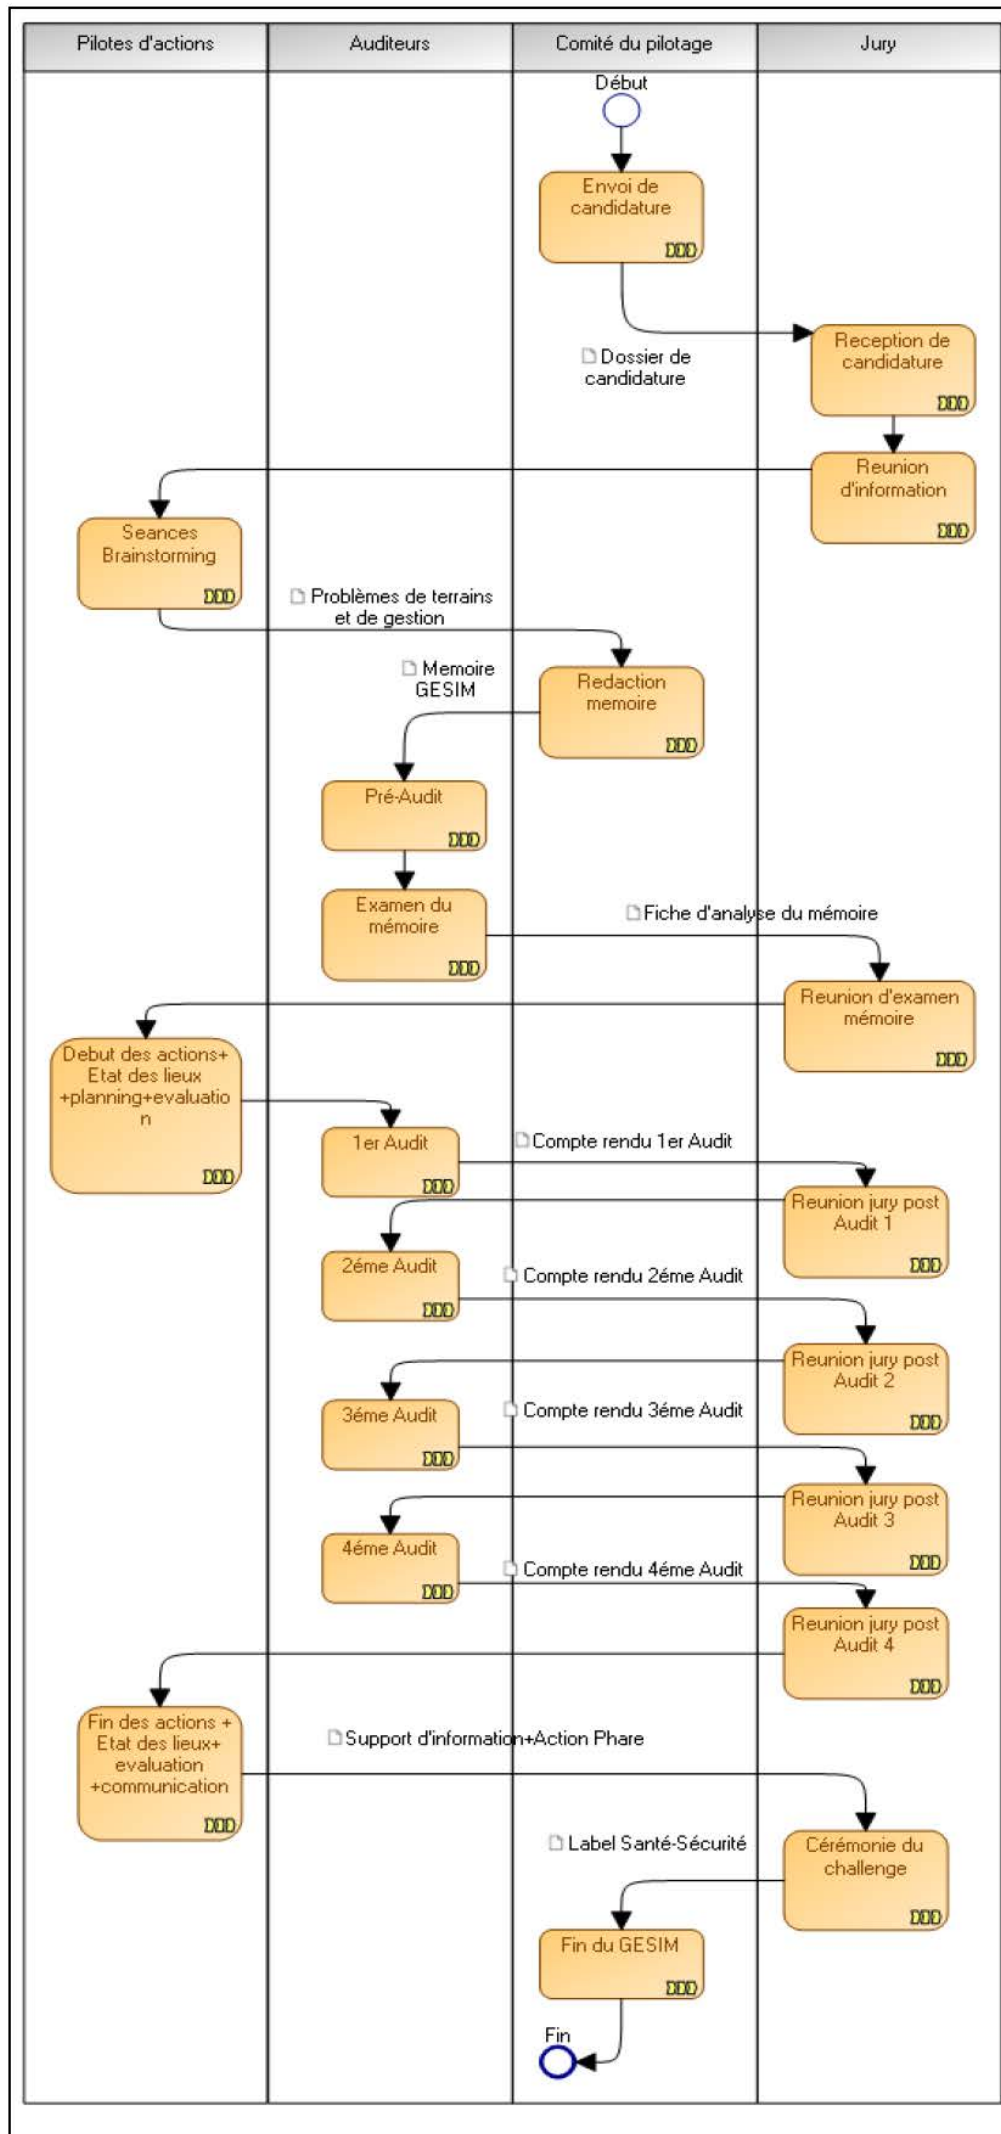 Pilotes d'actions
Auditeurs
Comité du pilotage
Jury
Début
Envoi de
candidature
Dossier de
candidature
Reception de
candidature
Reunion
d'information
Seances
Brainstorming
Problèmes de terrains
et de gestion
Memoire
GESIM
Redaction
memoire
Pré-Audit
Examen du
mémoire
Fiche d'analyse du mémoire
Reunion d'examen
mémoire
Debut des actions+
Etat des lieux
+planning+evaluatio
n
1er Audit
Compte rendu 1er Audit
Reunion jury post
Audit 1
2éme Audit
Compte rendu 2éme Audit
Reunion jury post
Audit 2
3éme Audit
Compte rendu 3éme Audit
Reunion jury post
Audit 3
4éme Audit
Compte rendu 4éme Audit
Reunion jury post
Audit 4
Fin des actions +
Etat des lieux+
evaluation
+communication
Support d'information+Action Phare
Label Santé-Sécurité
Cérémonie du
challenge
Fin du GESIM
Fin